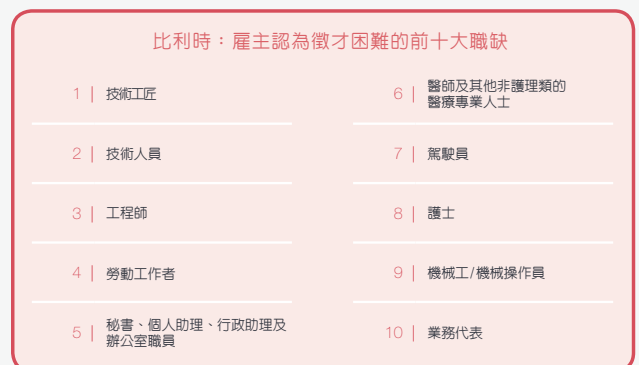 比利時：雇主認為徵才困難的前十大職缺
1 | 技術工匠
2 | 技術人員
3 | 工程師
4 | 勞動工作者
5 | 秘書、個人助理、行政助理及
辦公室職員
6 | 醫師及其他非護理類的
醫療專業人士
7 | 駕駛員
8 | 護士
9 | 機械工/機械操作員
10 | 業務代表